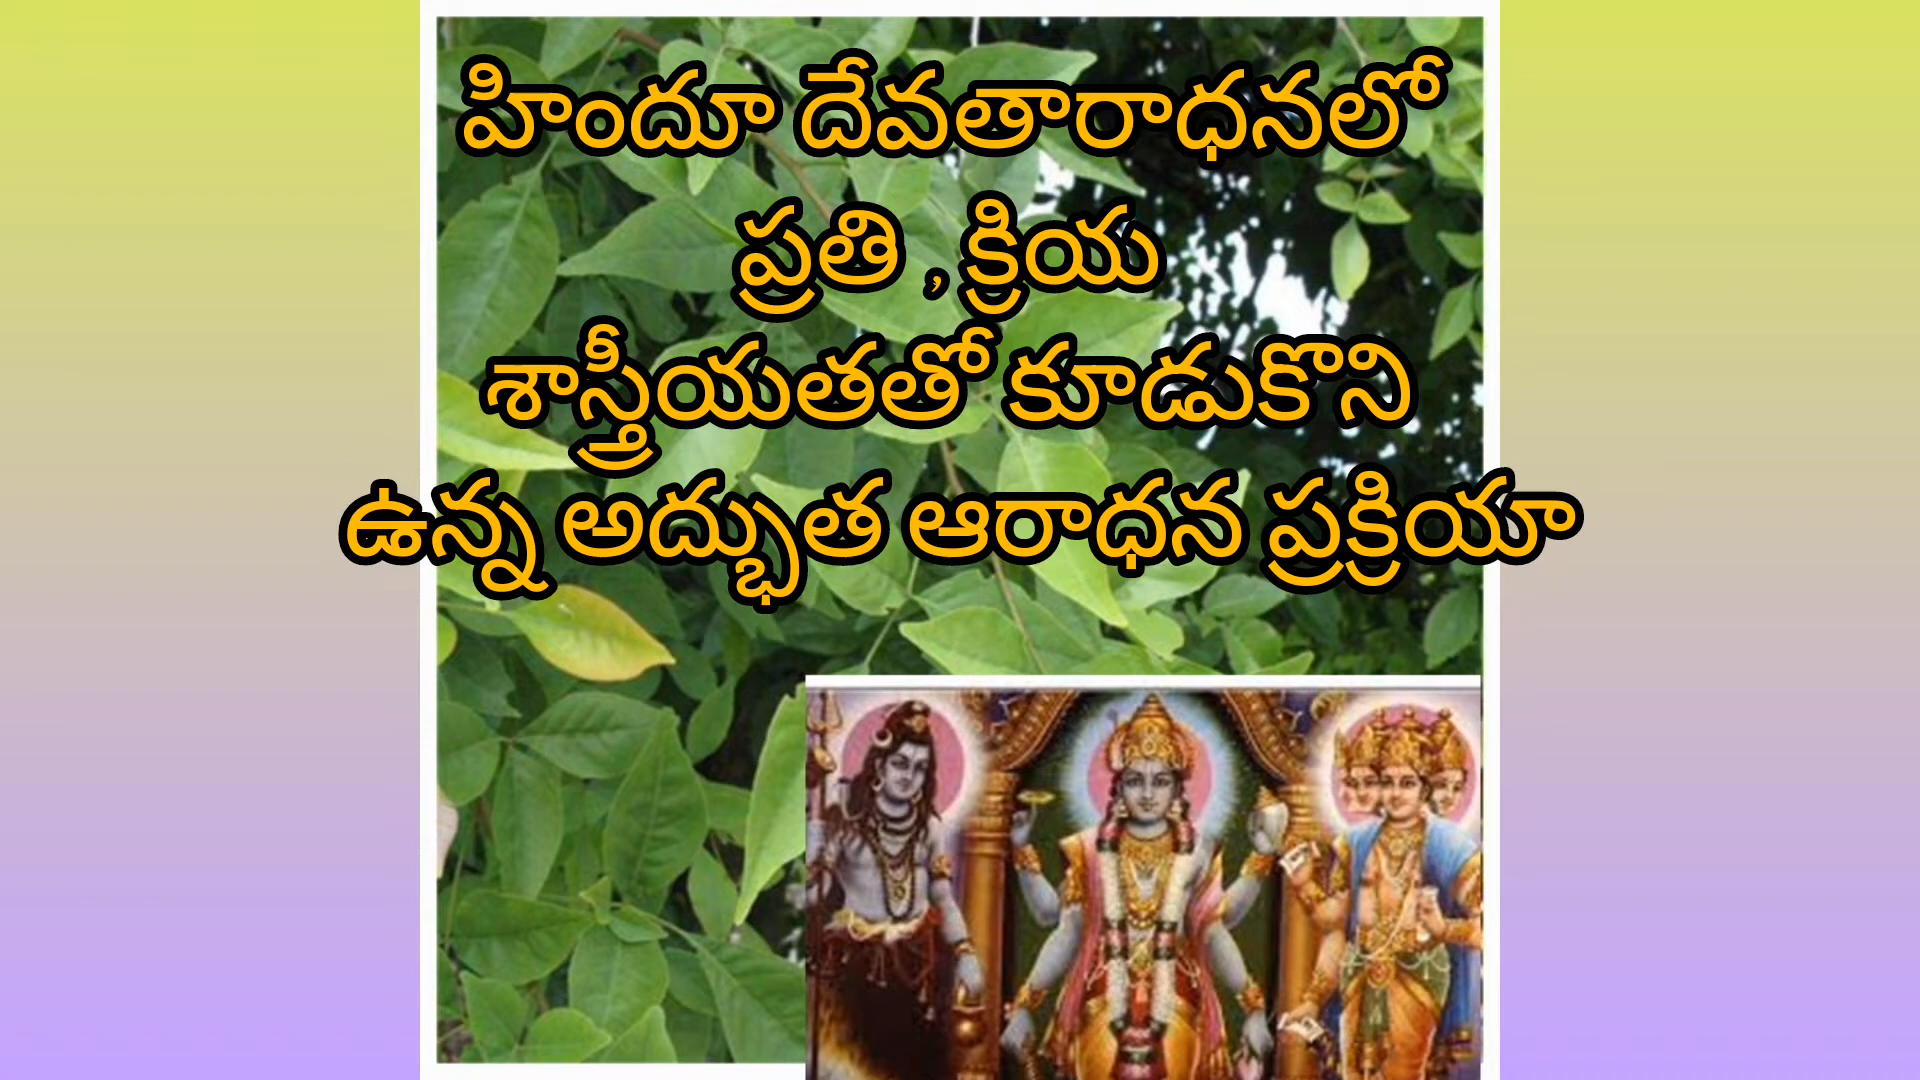 హిందూ దేవతారాధనలో
ప్రతి , క్రియ
శాస్త్రీయతతో కూడుకొని
ఉన్న అద్భుత ఆరాధన ప్రక్రియా